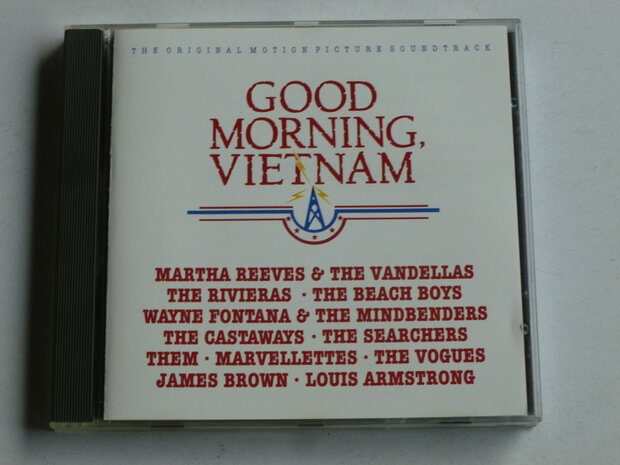 THE ORIGINAL MOTION PICTURE SOUNDTRACK
GOOD
MORNING,
VIETNAM
MARTHA REEVES & THE VANDELLAS
THE RIVIERAS · THE BEACH BOYS
WAYNE FONTANA & THE MINDBENDERS
THE CASTAWAYS · THE SEARCHERS
THEM · MARVELLETTES · THE VOGUES
JAMES BROWN · LOUIS ARMSTRONG